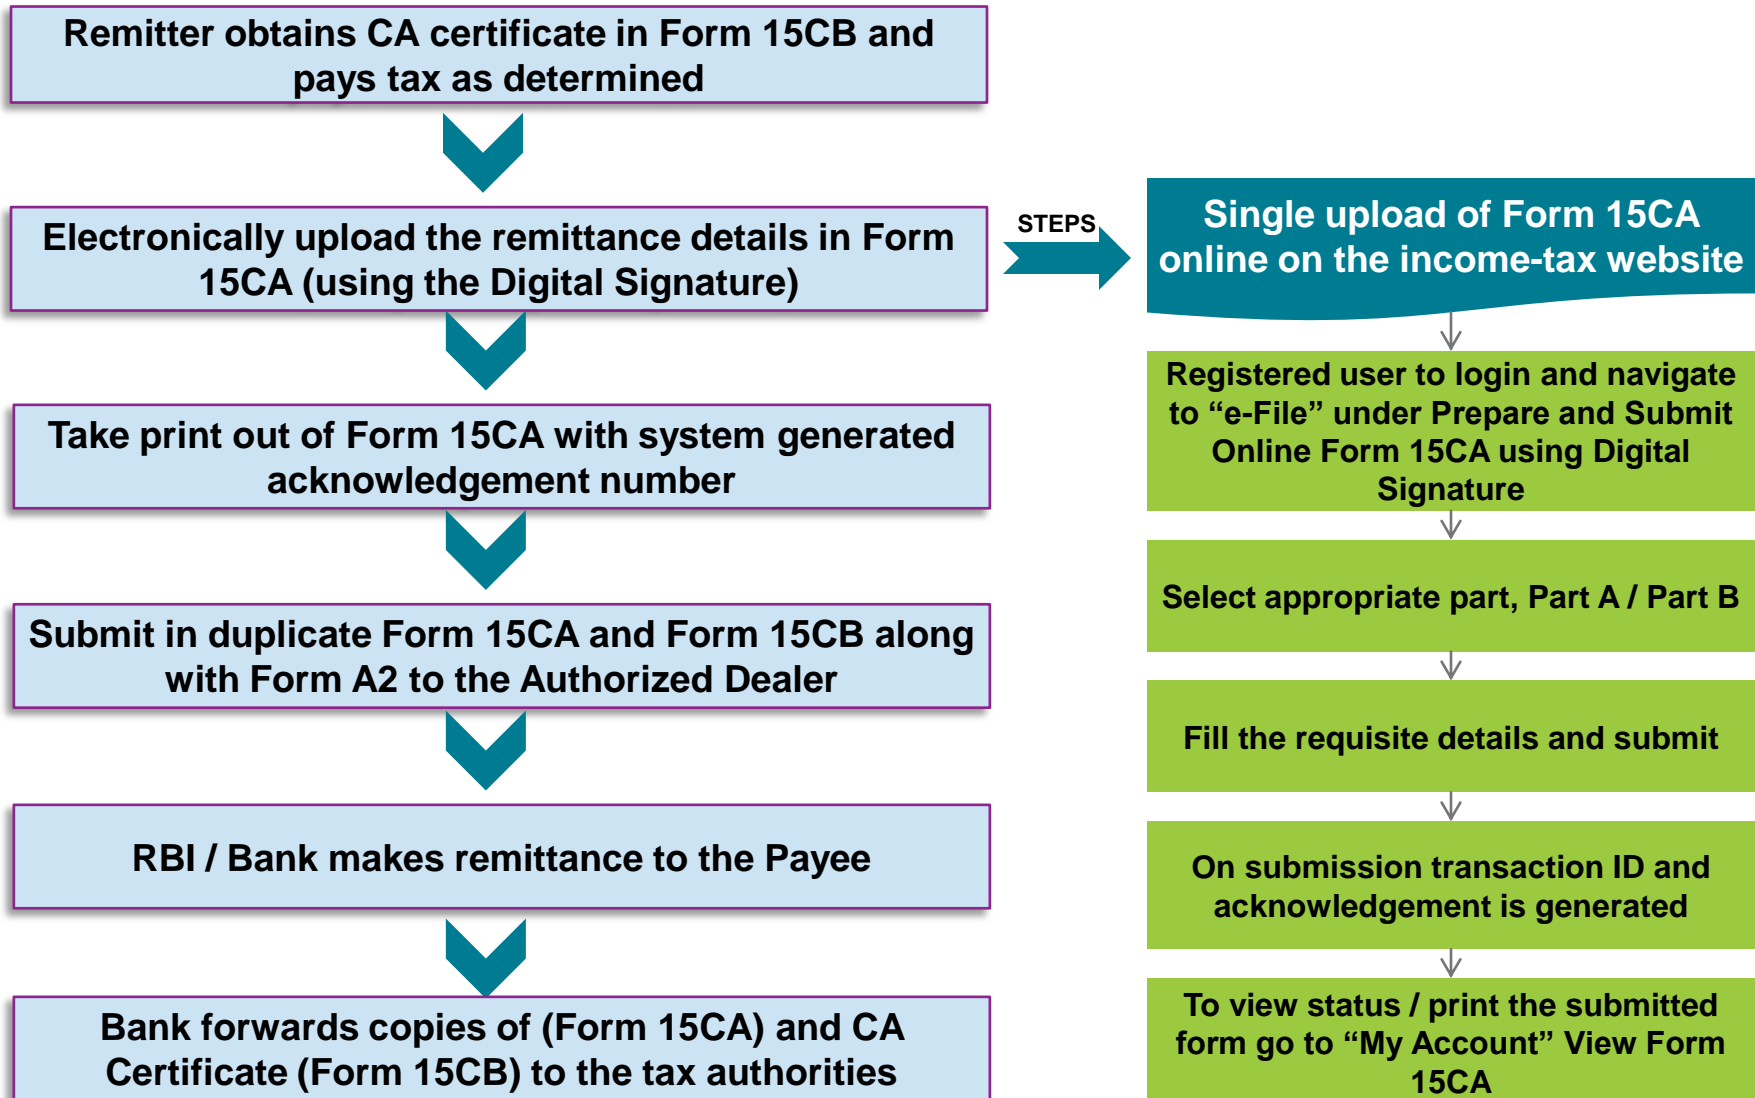 Remitter obtains CA certificate in Form 15CB and
pays tax as determined
Electronically upload the remittance details in Form
15CA (using the Digital Signature)
Take print out of Form 15CA with system generated
acknowledgement number
Submit in duplicate Form 15CA and Form 15CB along
with Form A2 to the Authorized Dealer
RBI / Bank makes remittance to the Payee
Bank forwards copies of (Form 15CA) and CA
Certificate (Form 15CB) to the tax authorities
STEPS
Single upload of Form 15CA
online on the income-tax website
Registered user to login and navigate
to “e-File” under Prepare and Submit
Online Form 15CA using Digital
Signature
Select appropriate part, Part A / Part B
Fill the requisite details and submit
On submission transaction ID and
acknowledgement is generated
To view status / print the submitted
form go to “My Account” View Form
15CA